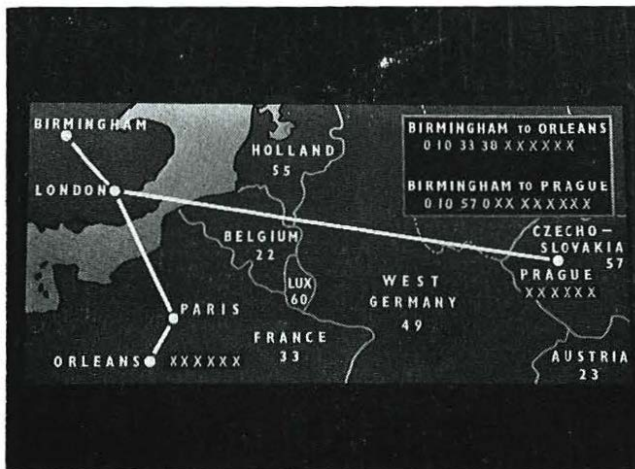 BIRMINGHAM
LONDON
HOLLAND
55
BELGIUM
22
LUX
60
PARIS
ORLEANS XXXXXX
FRANCE
33
WEST
GERMANY
49
BIRMINGHAM TO ORLEANS
0 10 33 38 XXXXXX
BIRMINGHAM TO PRAGUE
0 10 57 0XX XXXXXX
CZECHO–
SLOVAKIA
57
PRAGUE
XXXXXX
AUSTRIA
23